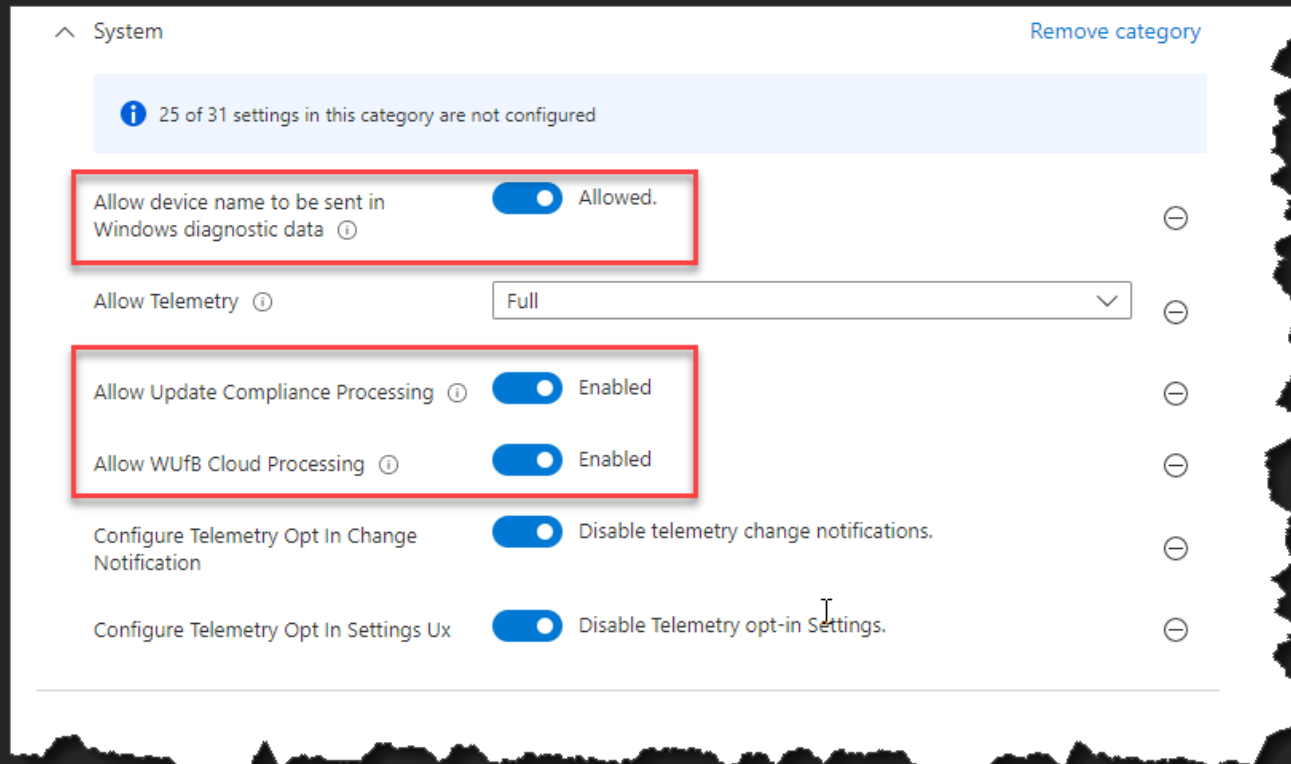 System
Remove category
25 of 31 settings in this category are not configured
Allow device name to be sent in
Windows diagnostic data
Allowed.
Allow Telemetry
Full
Allow Update Compliance Processing
Enabled
Allow WUfB Cloud Processing
Enabled
Configure Telemetry Opt In Change
Notification
Disable telemetry change notifications.
Configure Telemetry Opt In Settings Ux
Disable Telemetry opt-in Settings.